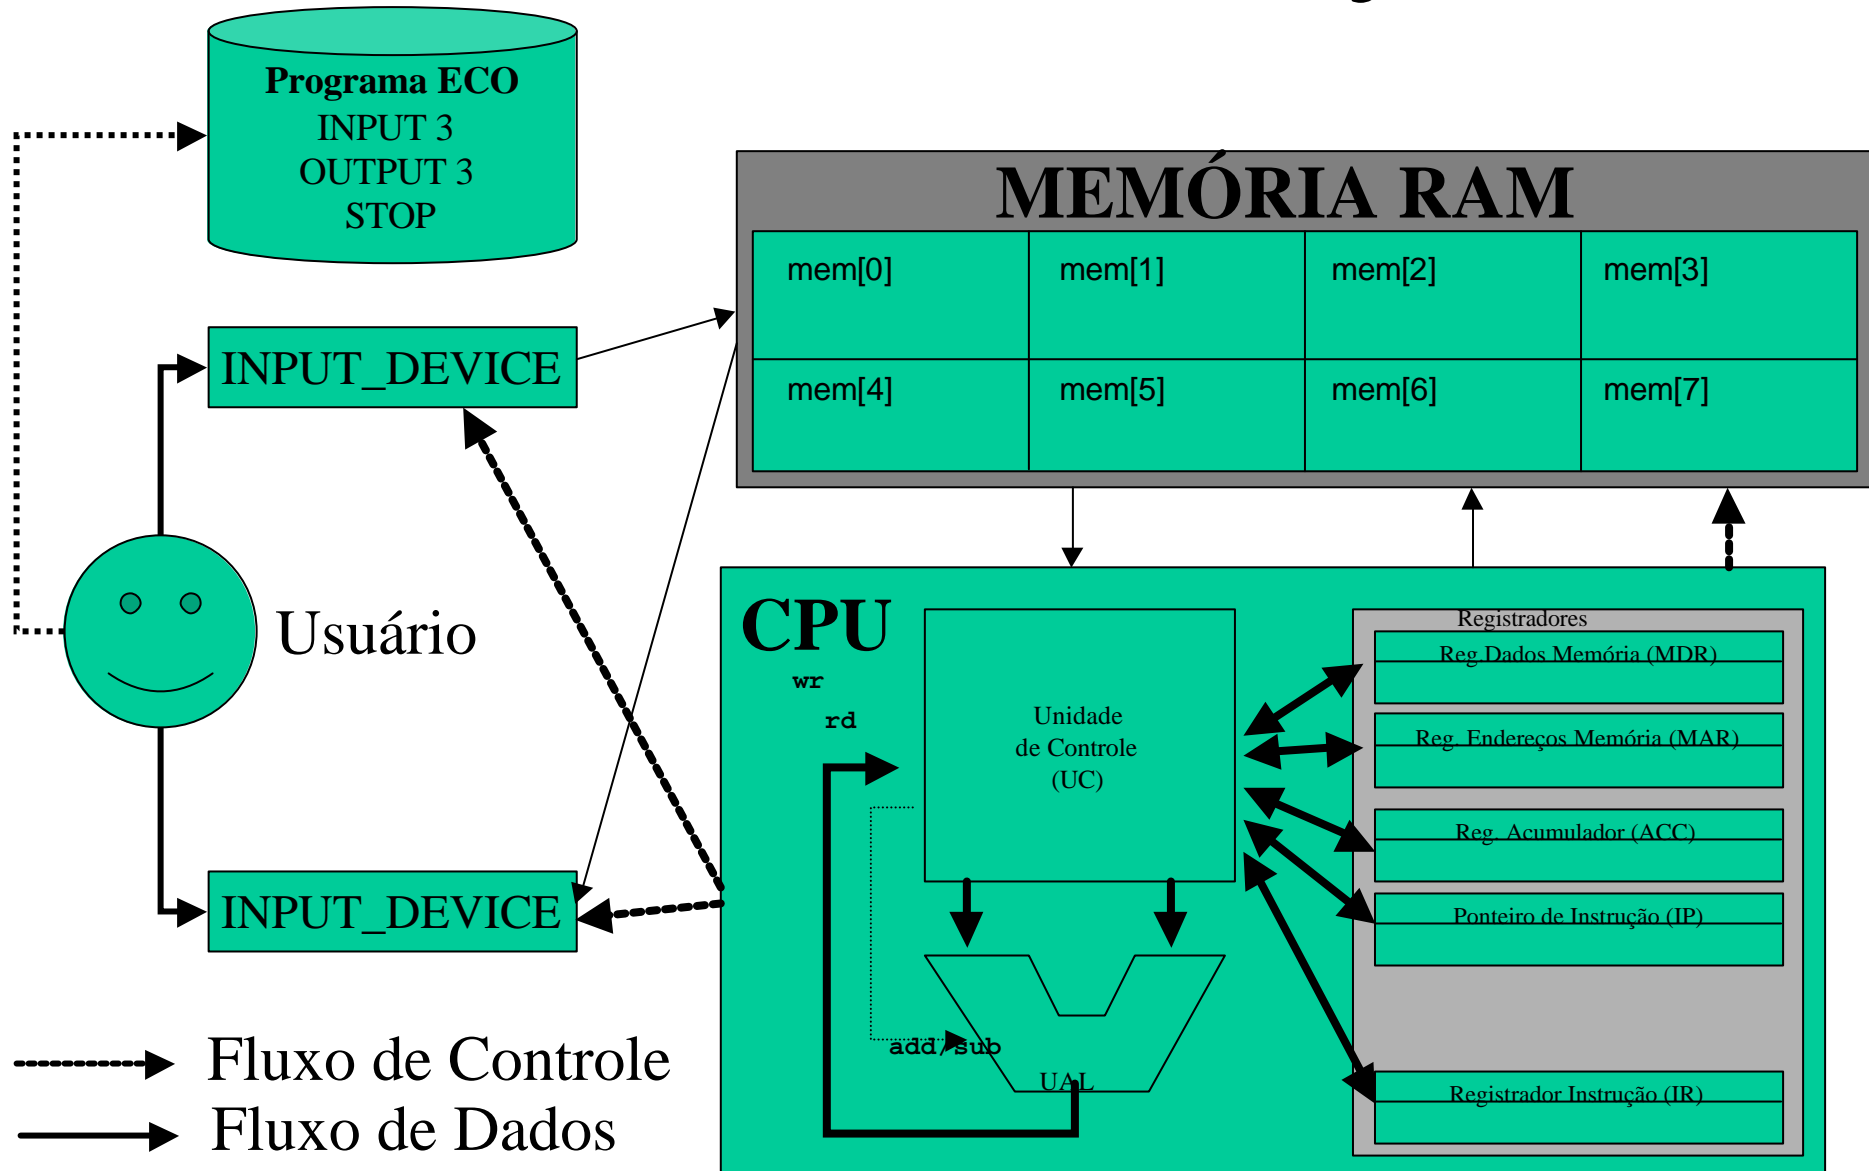 Programa ECO
INPUT 3
OUTPUT 3
STOP
MEMÓRIA RAM
mem[0] mem[1] mem[2] mem[3]
mem[4] mem[5] mem[6] mem[7]
INPUT_DEVICE
Usuário
INPUT_DEVICE
Fluxo de Controle
Fluxo de Dados
CPU
wr
rd
Unidade
de Controle
(UC)
add/sub
UAL
Registradores
Reg.Dados Memória (MDR)
Reg. Endereços Memória (MAR)
Reg. Acumulador (ACC)
Ponteiro de Instrução (IP)
Registrador Instrução (IR)